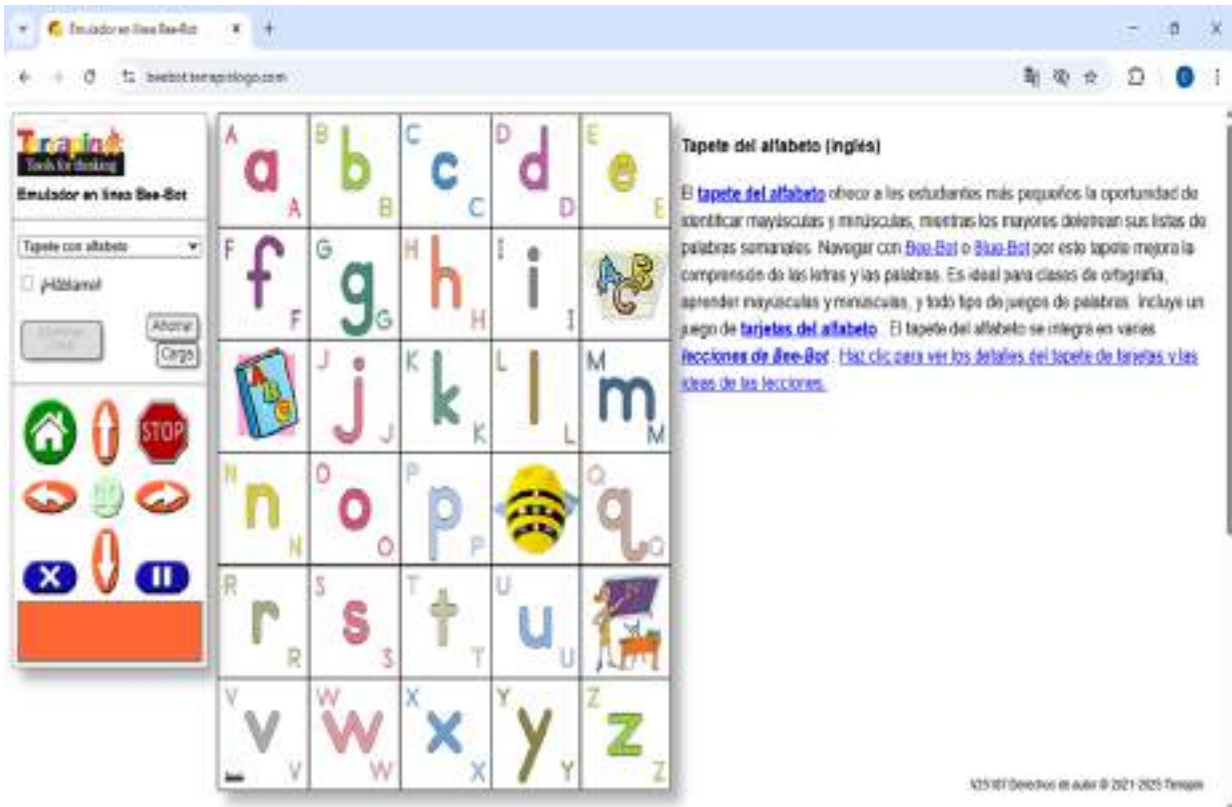 Emulador en línea Bee-Bot
beebot.terrapinlogo.com
Terrapin
Tools for thinking
Emulador en línea Bee-Bot
Tapete con alfabeto
¡Háblame!
Ahorrar
Carga
STOP
A a A
B b B
C c C
D d D
E e E
F f F
G g G
H h H
I i I
A B C
A B C
J j J
K k K
L l L
M m M
N n N
O o O
P p P
Q q Q
R r R
S s S
T t T
U u U
V v V
W w W
X x X
Y y Y
Z z Z
Tapete del alfabeto (inglés)
El tapete del alfabeto ofrece a los estudiantes más pequeños la oportunidad de
identificar mayúsculas y minúsculas, mientras los mayores deletrean sus listas de
palabras semanales. Navegar con Bee-Bot o Blue-Bot por este tapete mejora la
comprensión de las letras y las palabras. Es ideal para clases de ortografía,
aprender mayúsculas y minúsculas, y todo tipo de juegos de palabras. Incluye un
juego de tarjetas del alfabeto . El tapete del alfabeto se integra en varias
lecciones de Bee-Bot . Haz clic para ver los detalles del tapete de tarjetas y las
ideas de las lecciones.
Derechos de autor © 2021-2025 Terrapin